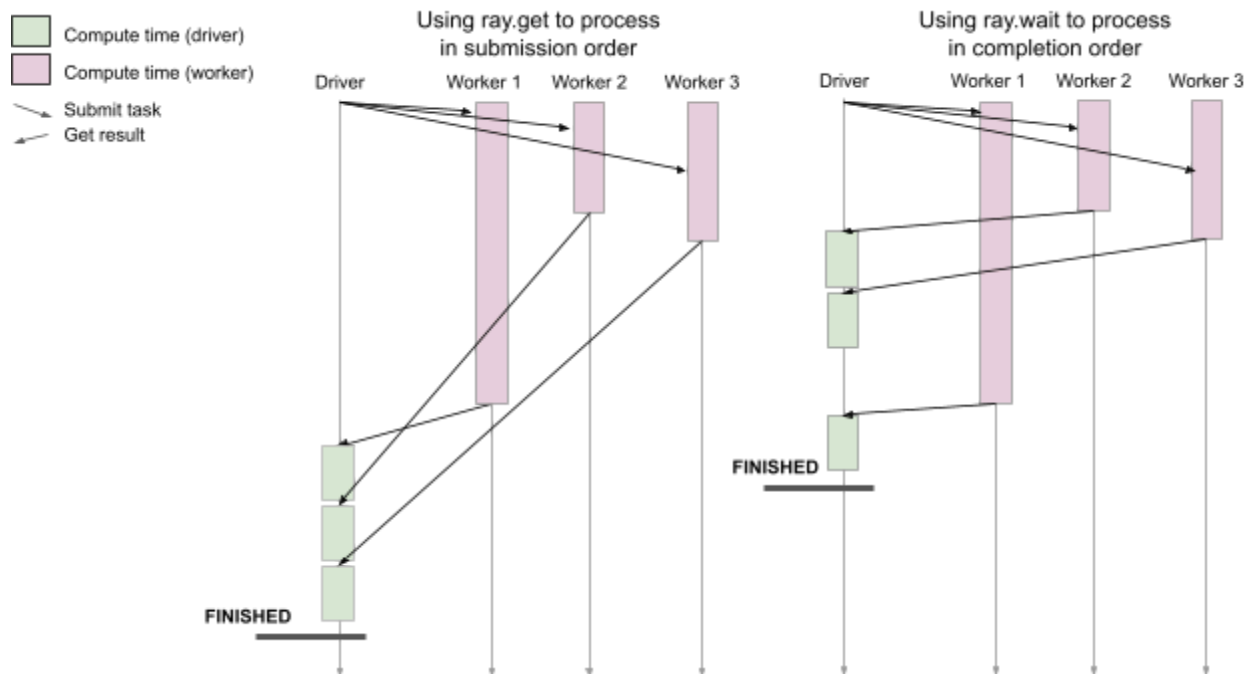 Compute time (driver)
Compute time (worker)
Submit task
Get result
Using ray.get to process
in submission order
Driver
Worker 1
Worker 2
Worker 3
FINISHED
Using ray.wait to process
in completion order
Driver
Worker 1
Worker 2
Worker 3
FINISHED